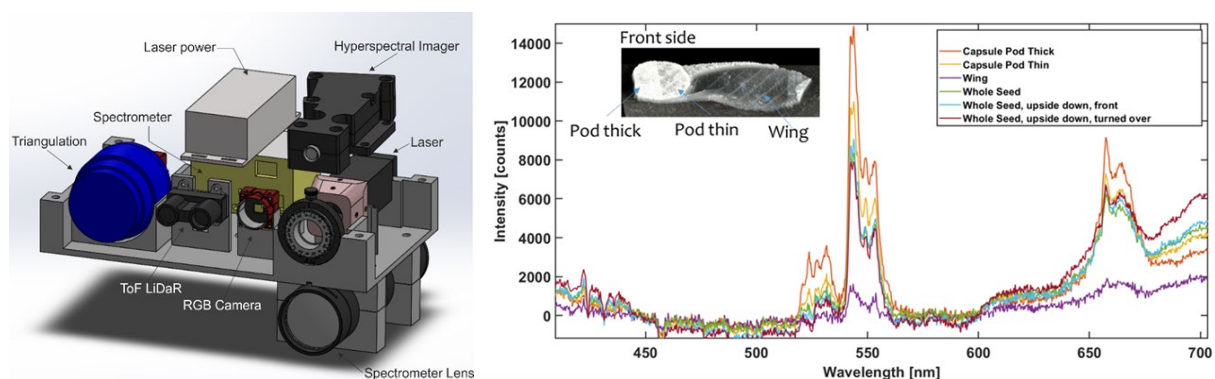 Laser power
Hyperspectral Imager
Spectrometer
Triangulation
Laser
ToF LiDaR
RGB Camera
Spectrometer Lens
Intensity [counts]
14000
12000
10000
8000
6000
4000
2000
0
Front side
Pod thick
Pod thin
Wing
Capsule Pod Thick
Capsule Pod Thin
Wing
Whole Seed
Whole Seed, upside down, front
Whole Seed, upside down, turned over
450 500 550 600 650 700
Wavelength [nm]